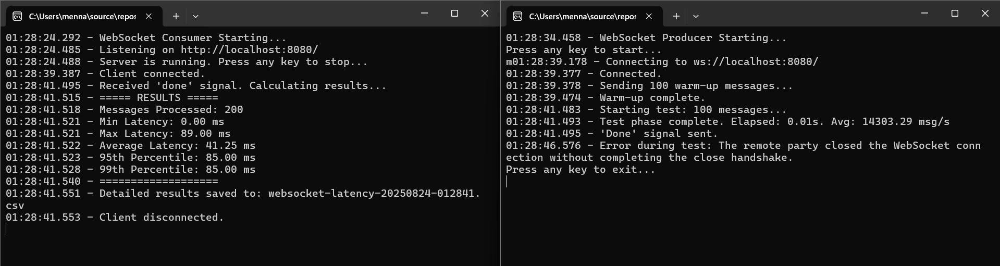 C:\Users\menna\source\repos
01:28:24.292 - WebSocket Consumer Starting...
01:28:24.485 - Listening on http://localhost:8080/
01:28:24.488 - Server is running. Press any key to stop...
01:28:39.387 - Client connected.
01:28:41.495 - Received 'done' signal. Calculating results...
01:28:41.515 - ===== RESULTS =====
01:28:41.518 - Messages Processed: 200
01:28:41.521 - Min Latency: 0.00 ms
01:28:41.521 - Max Latency: 89.00 ms
01:28:41.522 - Average Latency: 41.25 ms
01:28:41.523 - 95th Percentile: 85.00 ms
01:28:41.528 - 99th Percentile: 85.00 ms
01:28:41.540 - ===================
01:28:41.551 - Detailed results saved to: websocket-latency-20250824-012841.
csv
01:28:41.553 - Client disconnected.
C:\Users\menna\source\repos
01:28:34.458 - WebSocket Producer Starting...
Press any key to start...
m01:28:39.178 - Connecting to ws://localhost:8080/
01:28:39.377 - Connected.
01:28:39.378 - Sending 100 warm-up messages...
01:28:39.474 - Warm-up complete.
01:28:41.483 - Starting test: 100 messages...
01:28:41.493 - Test phase complete. Elapsed: 0.01s. Avg: 14303.29 msg/s
01:28:41.495 - 'Done' signal sent.
01:28:46.576 - Error during test: The remote party closed the WebSocket conn
ection without completing the close handshake.
Press any key to exit...